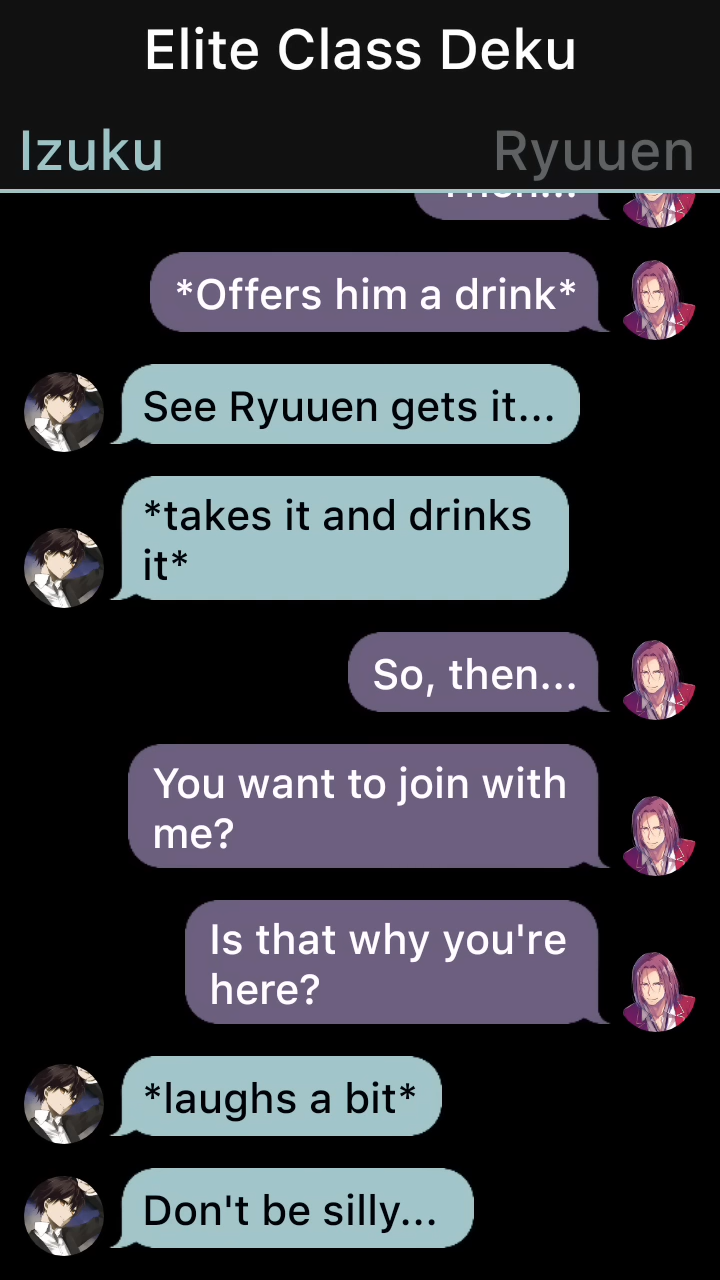 Elite Class Deku
Izuku
Ryuuen
*Offers him a drink*
See Ryuuen gets it...
*takes it and drinks
it*
So, then...
You want to join with
me?
Is that why you're
here?
*laughs a bit*
Don't be silly...